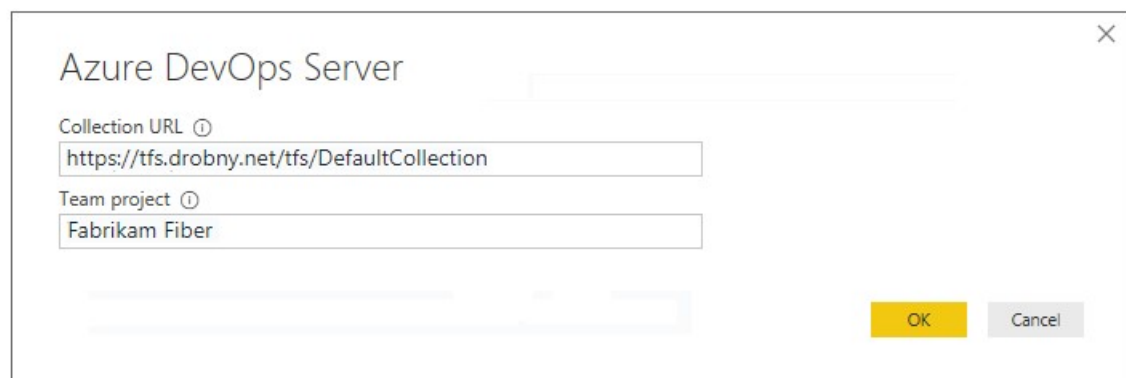 Azure DevOps Server
Collection URL
https://tfs.drobny.net/tfs/DefaultCollection
Team project
Fabrikam Fiber
OK Cancel